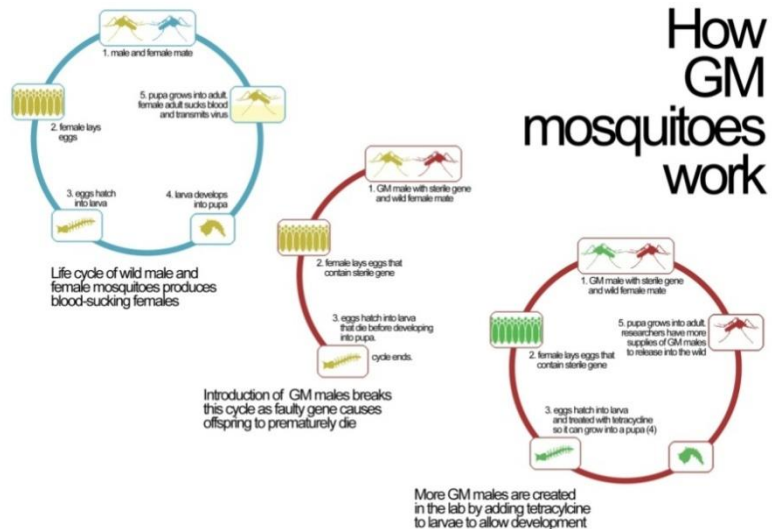 How
GM
mosquitoes
work
1. male and female mate
2. female lays
eggs
3. eggs hatch
into larva
4. larva develops
into pupa
5. pupa grows into adult.
female adult sucks blood
and transmits virus
Life cycle of wild male and
female mosquitoes produces
blood-sucking females
1. GM male with sterile gene
and wild female mate
2. female lays eggs that
contain sterile gene
3. eggs hatch into larva
that die before developing
into pupa.
cycle ends.
Introduction of GM males breaks
this cycle as faulty gene causes
offspring to prematurely die
1. GM male with sterile gene
and wild female mate
2. female lays eggs that
contain sterile gene
3. eggs hatch into larva
and treated with tetracycline
so it can grow into a pupa (4)
5. pupa grows into adult.
researchers have more
supplies of GM males
to release into the wild
More GM males are created
in the lab by adding tetracylcine
to larvae to allow development